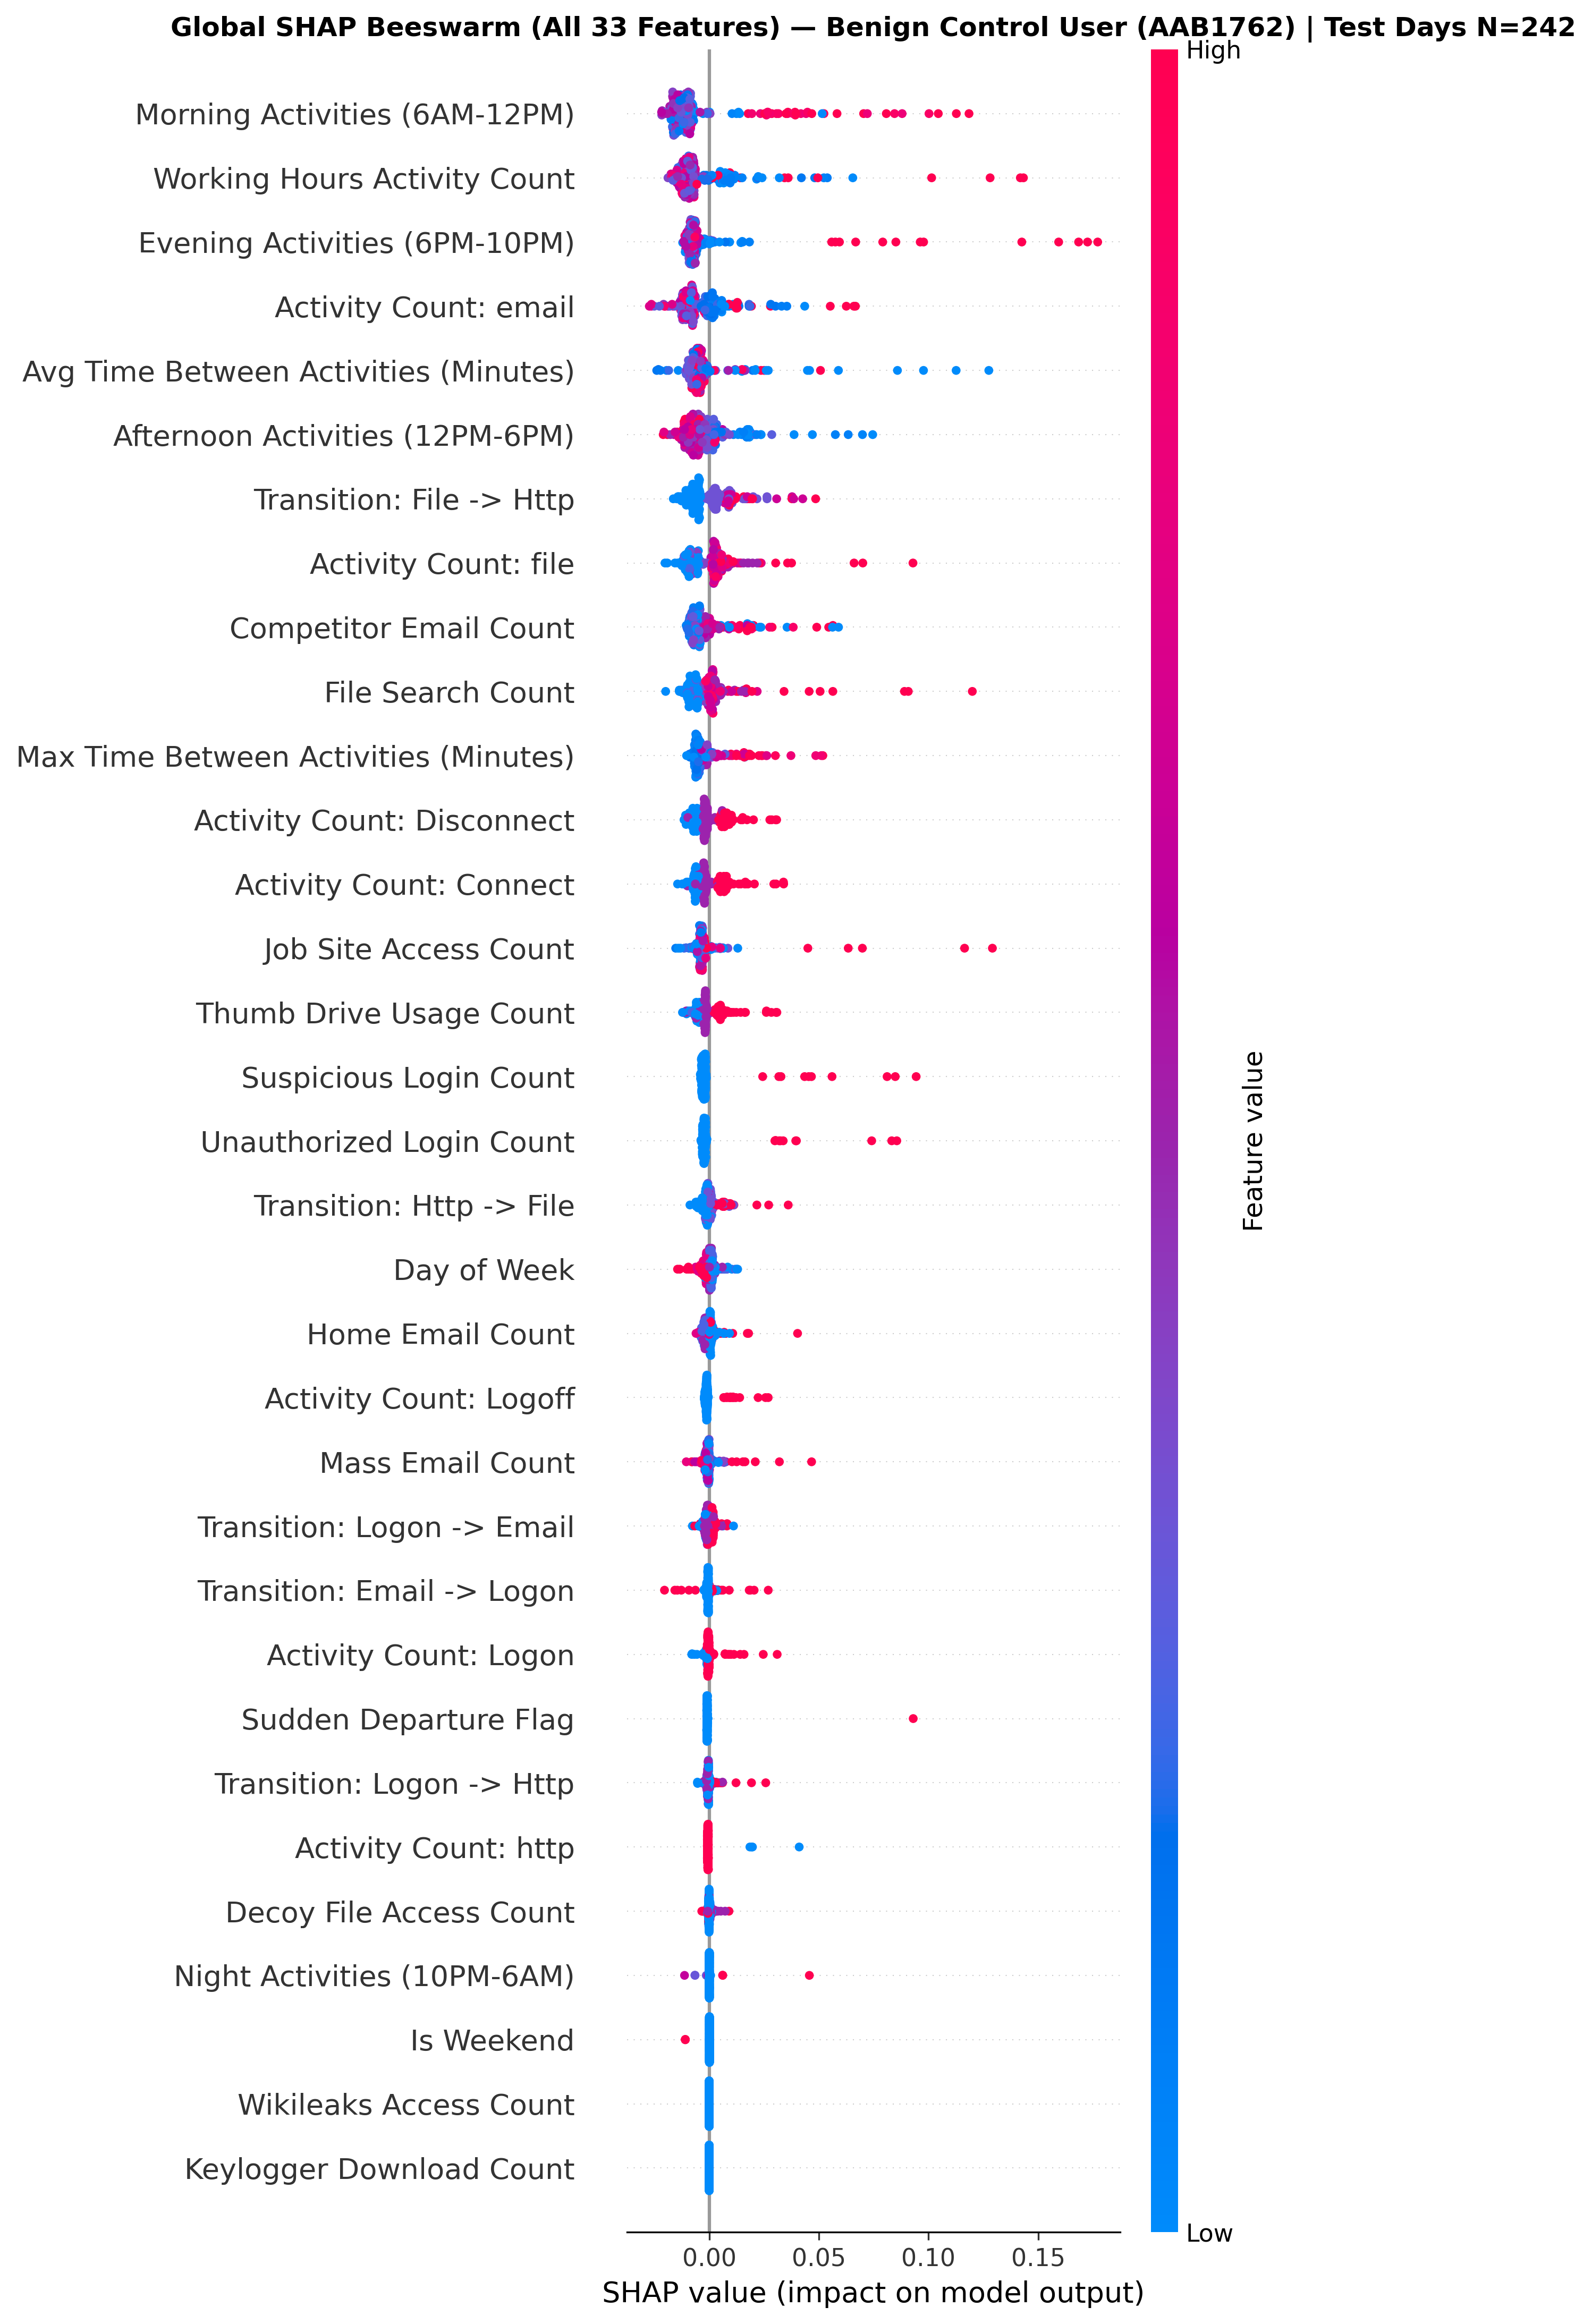 Global SHAP Beeswarm (All 33 Features) — Benign Control User (AAB1762) | Test Days N=242
High
Morning Activities (6AM-12PM)
Working Hours Activity Count
Evening Activities (6PM-10PM)
Activity Count: email
Avg Time Between Activities (Minutes)
Afternoon Activities (12PM-6PM)
Transition: File -> Http
Activity Count: file
Competitor Email Count
File Search Count
Max Time Between Activities (Minutes)
Activity Count: Disconnect
Activity Count: Connect
Job Site Access Count
Thumb Drive Usage Count
Suspicious Login Count
Unauthorized Login Count
Feature value
Transition: Http -> File
Day of Week
Home Email Count
Activity Count: Logoff
Mass Email Count
Transition: Logon -> Email
Transition: Email -> Logon
Activity Count: Logon
Sudden Departure Flag
Transition: Logon -> Http
Activity Count: http
Decoy File Access Count
Night Activities (10PM-6AM)
Is Weekend
Wikileaks Access Count
Keylogger Download Count
Low
0.00 0.05 0.10 0.15
SHAP value (impact on model output)